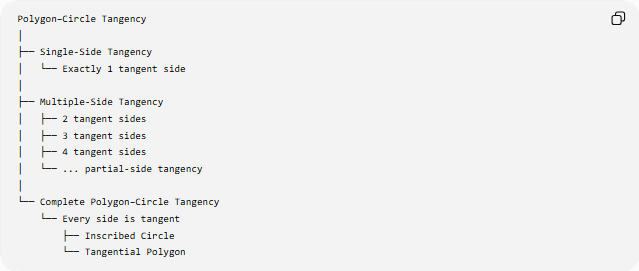 Polygon–Circle Tangency
│
├── Single-Side Tangency
│   └── Exactly 1 tangent side
│
├── Multiple-Side Tangency
│   ├── 2 tangent sides
│   ├── 3 tangent sides
│   ├── 4 tangent sides
│   └── ... partial-side tangency
│
└── Complete Polygon–Circle Tangency
    └── Every side is tangent
        ├── Inscribed Circle
        └── Tangential Polygon